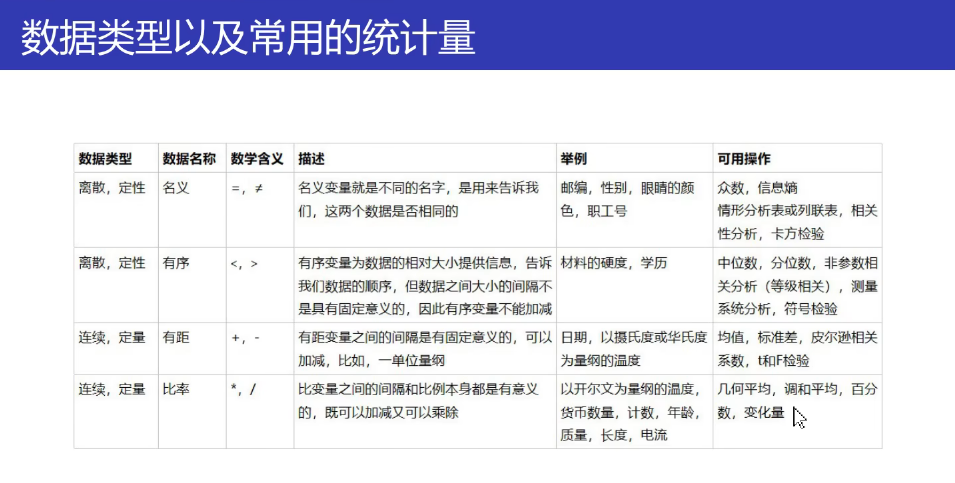 数据类型以及常用的统计量
数据类型 数据名称 数学含义 描述 举例 可用操作
离散，定性 名义 =，≠ 名义变量就是不同的名字，是用来告诉我 邮编，性别，眼睛的颜 众数，信息熵
们，这两个数据是否相同的 色，职工号 情形分析表或列联表，相关
性分析，卡方检验
离散，定性 有序 <，> 有序变量为数据的相对大小提供信息，告诉 材料的硬度，学历 中位数，分位数，非参数相
我们数据的顺序，但数据之间大小的间隔不 关分析（等级相关），测量
是具有固定意义的，因此有序变量不能加减 系统分析，符号检验
连续，定量 有距 +，- 有距变量之间的间隔是有固定意义的，可以 日期，以摄氏度或华氏度 均值，标准差，皮尔逊相关
加减，比如，一单位量纲 为量纲的温度 系数，t和F检验
连续，定量 比率 *，/ 比变量之间的间隔和比例本身都是有意义 以开尔文为量纲的温度， 几何平均，调和平均，百分
的，既可以加减又可以乘除 货币数量，计数，年龄， 数，变化量
质量，长度，电流